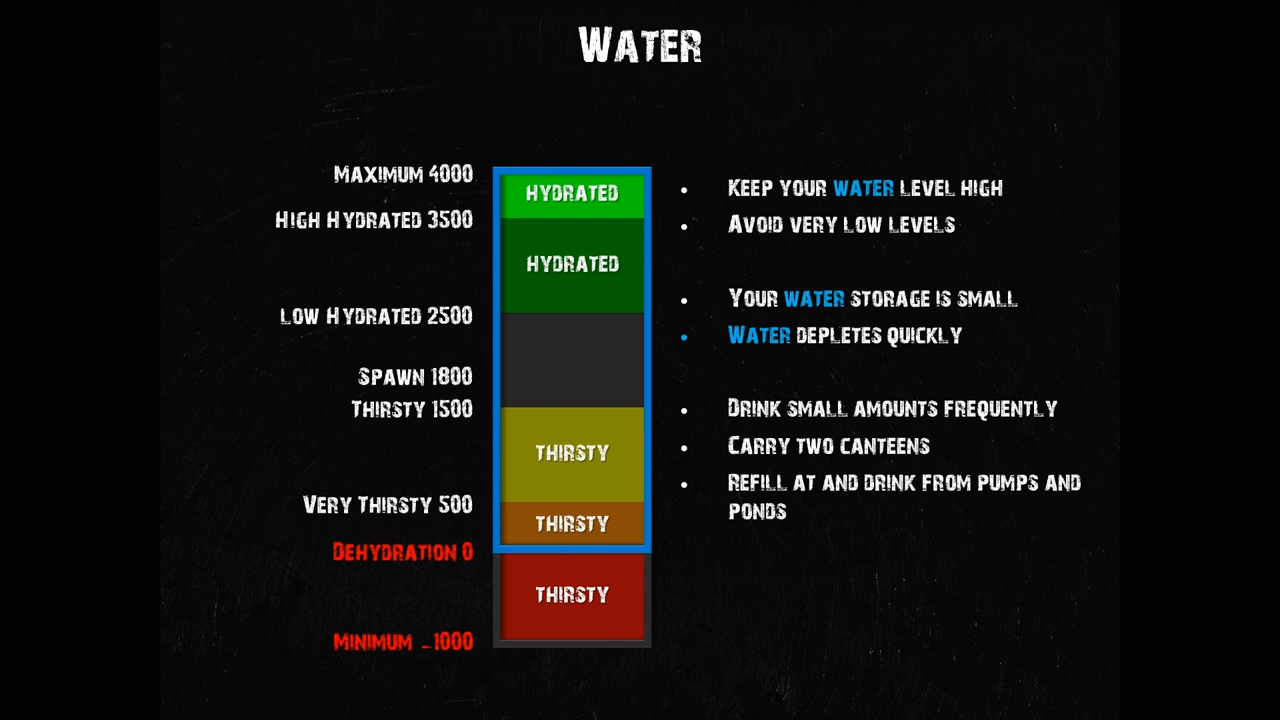 Water
Maximum 4000
High Hydrated 3500
Low Hydrated 2500
Spawn 1800
Thirsty 1500
Very Thirsty 500
Dehydration 0
Minimum -1000
HYDRATED
HYDRATED
THIRSTY
THIRSTY
THIRSTY
• KEEP YOUR WATER LEVEL HIGH
• Avoid very low levels
• Your water storage is small
• Water depletes quickly
• Drink small amounts frequently
• Carry two canteens
• Refill at and drink from pumps and
ponds